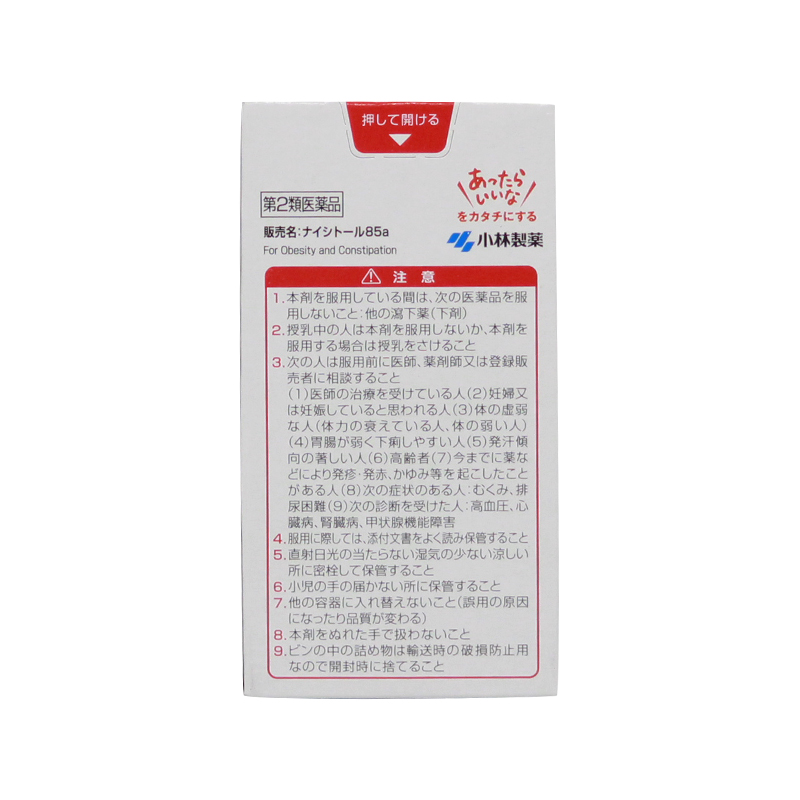 押して開ける
あったら
いいな
をカタチにする
第2類医薬品
小林製薬
販売名:ナイシトール85a
For Obesity and Constipation
注意
1.本剤を服用している間は、次の医薬品を服
用しないこと:他の瀉下薬(下剤)
2.授乳中の人は本剤を服用しないか、本剤を
服用する場合は授乳をさけること
3.次の人は服用前に医師、薬剤師又は登録販
売者に相談すること
(1)医師の治療を受けている人(2)妊婦又
は妊娠していると思われる人(3)体の虚弱
な人(体力の衰えている人、体の弱い人)
(4)胃腸が弱く下痢しやすい人(5)発汗傾
向の著しい人(6)高齢者(7)今までに薬な
どにより発疹・発赤、かゆみ等を起こしたこと
がある人(8)次の症状のある人:むくみ、排
尿困難(9)次の診断を受けた人:高血圧、心
臓病、腎臓病、甲状腺機能障害
4.服用に際しては、添付文書をよく読み保管すること
5.直射日光の当たらない湿気の少ない涼しい
所に密栓して保管すること
6.小児の手の届かない所に保管すること
7.他の容器に入れ替えないこと(誤用の原因
になったり品質が変わる)
8.本剤をぬれた手で扱わないこと
9.ビンの中の詰め物は輸送時の破損防止用
なので開封時に捨てること